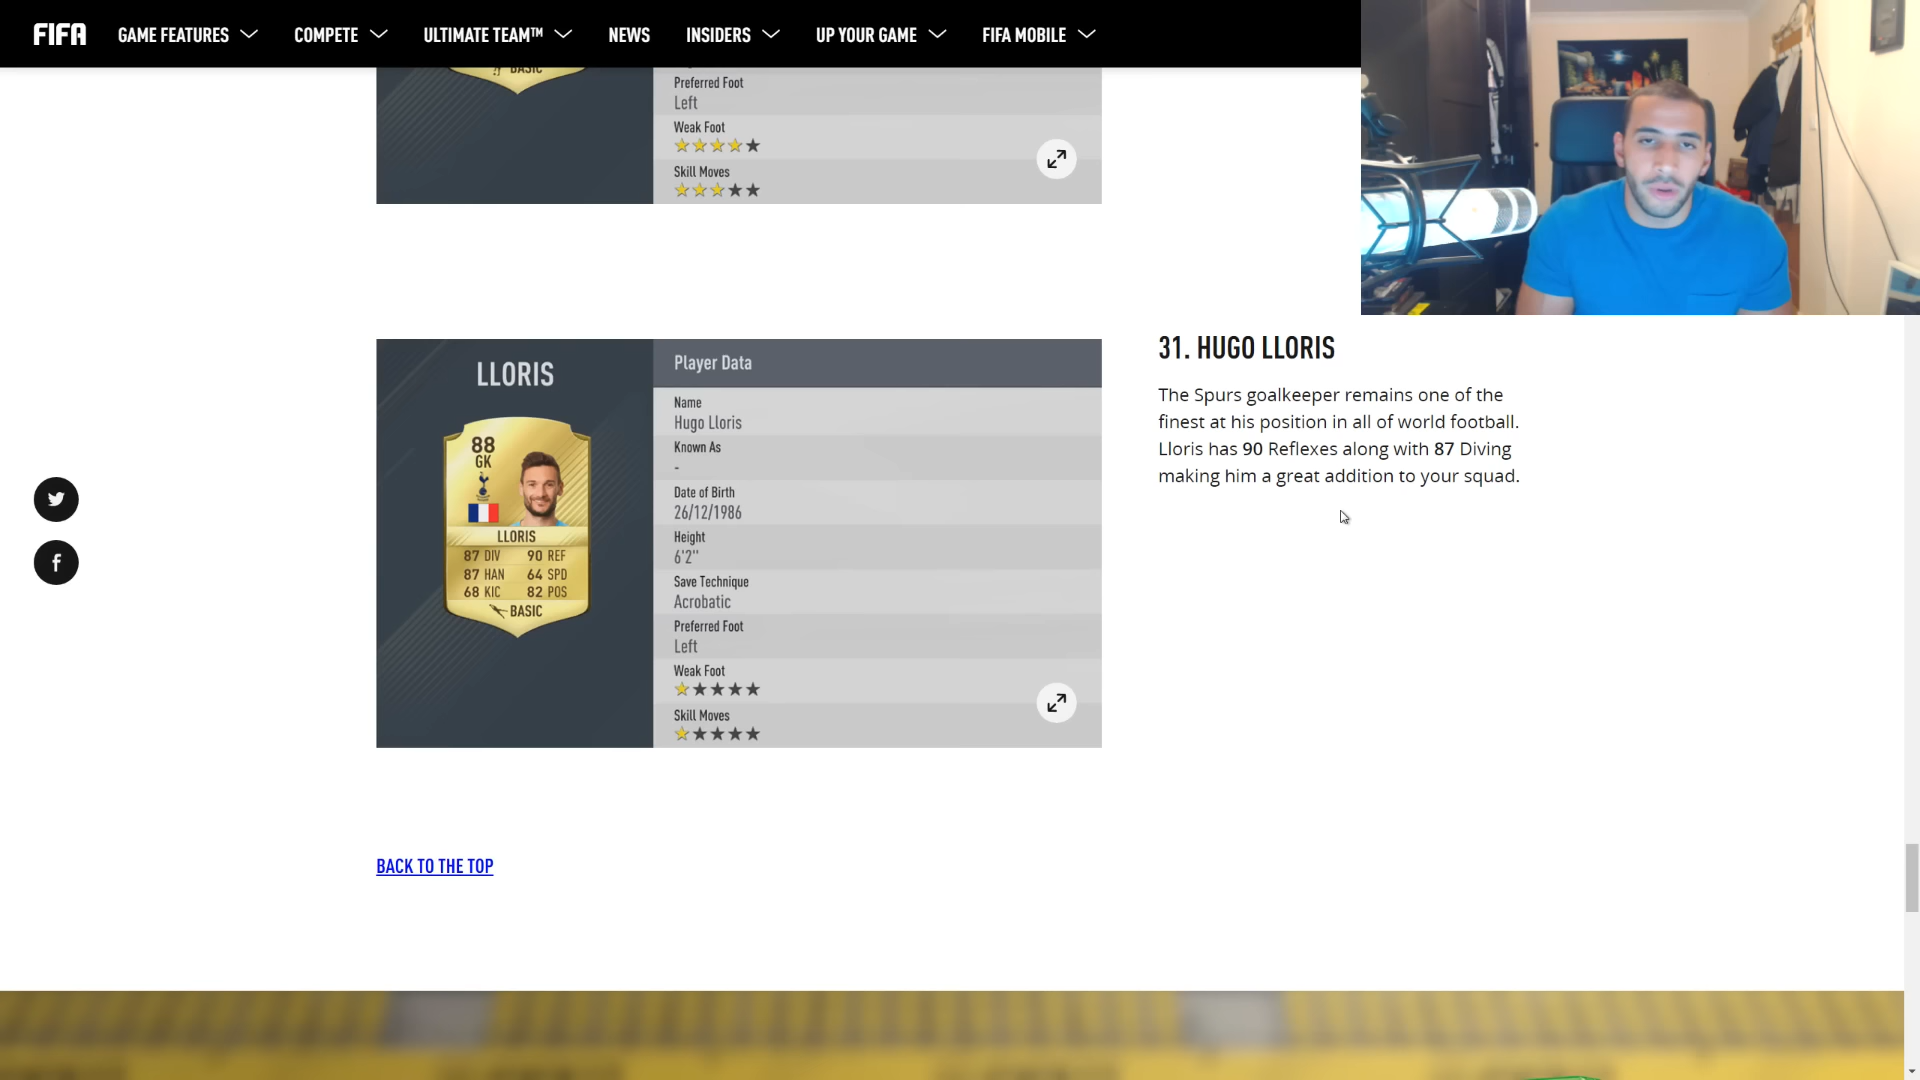 FIFA GAME FEATURES COMPETE ULTIMATE TEAM™ NEWS INSIDERS UP YOUR GAME FIFA MOBILE
BASIC
Preferred Foot
Left
Weak Foot
Skill Moves
LLORIS
88
GK
LLORIS
87 DIV 90 REF
87 HAN 64 SPD
68 KIC 82 POS
BASIC
Player Data
Name
Hugo Lloris
Known As
-
Date of Birth
26/12/1986
Height
6'2"
Save Technique
Acrobatic
Preferred Foot
Left
Weak Foot
Skill Moves
31. HUGO LLORIS
The Spurs goalkeeper remains one of the
finest at his position in all of world football.
Lloris has 90 Reflexes along with 87 Diving
making him a great addition to your squad.
BACK TO THE TOP